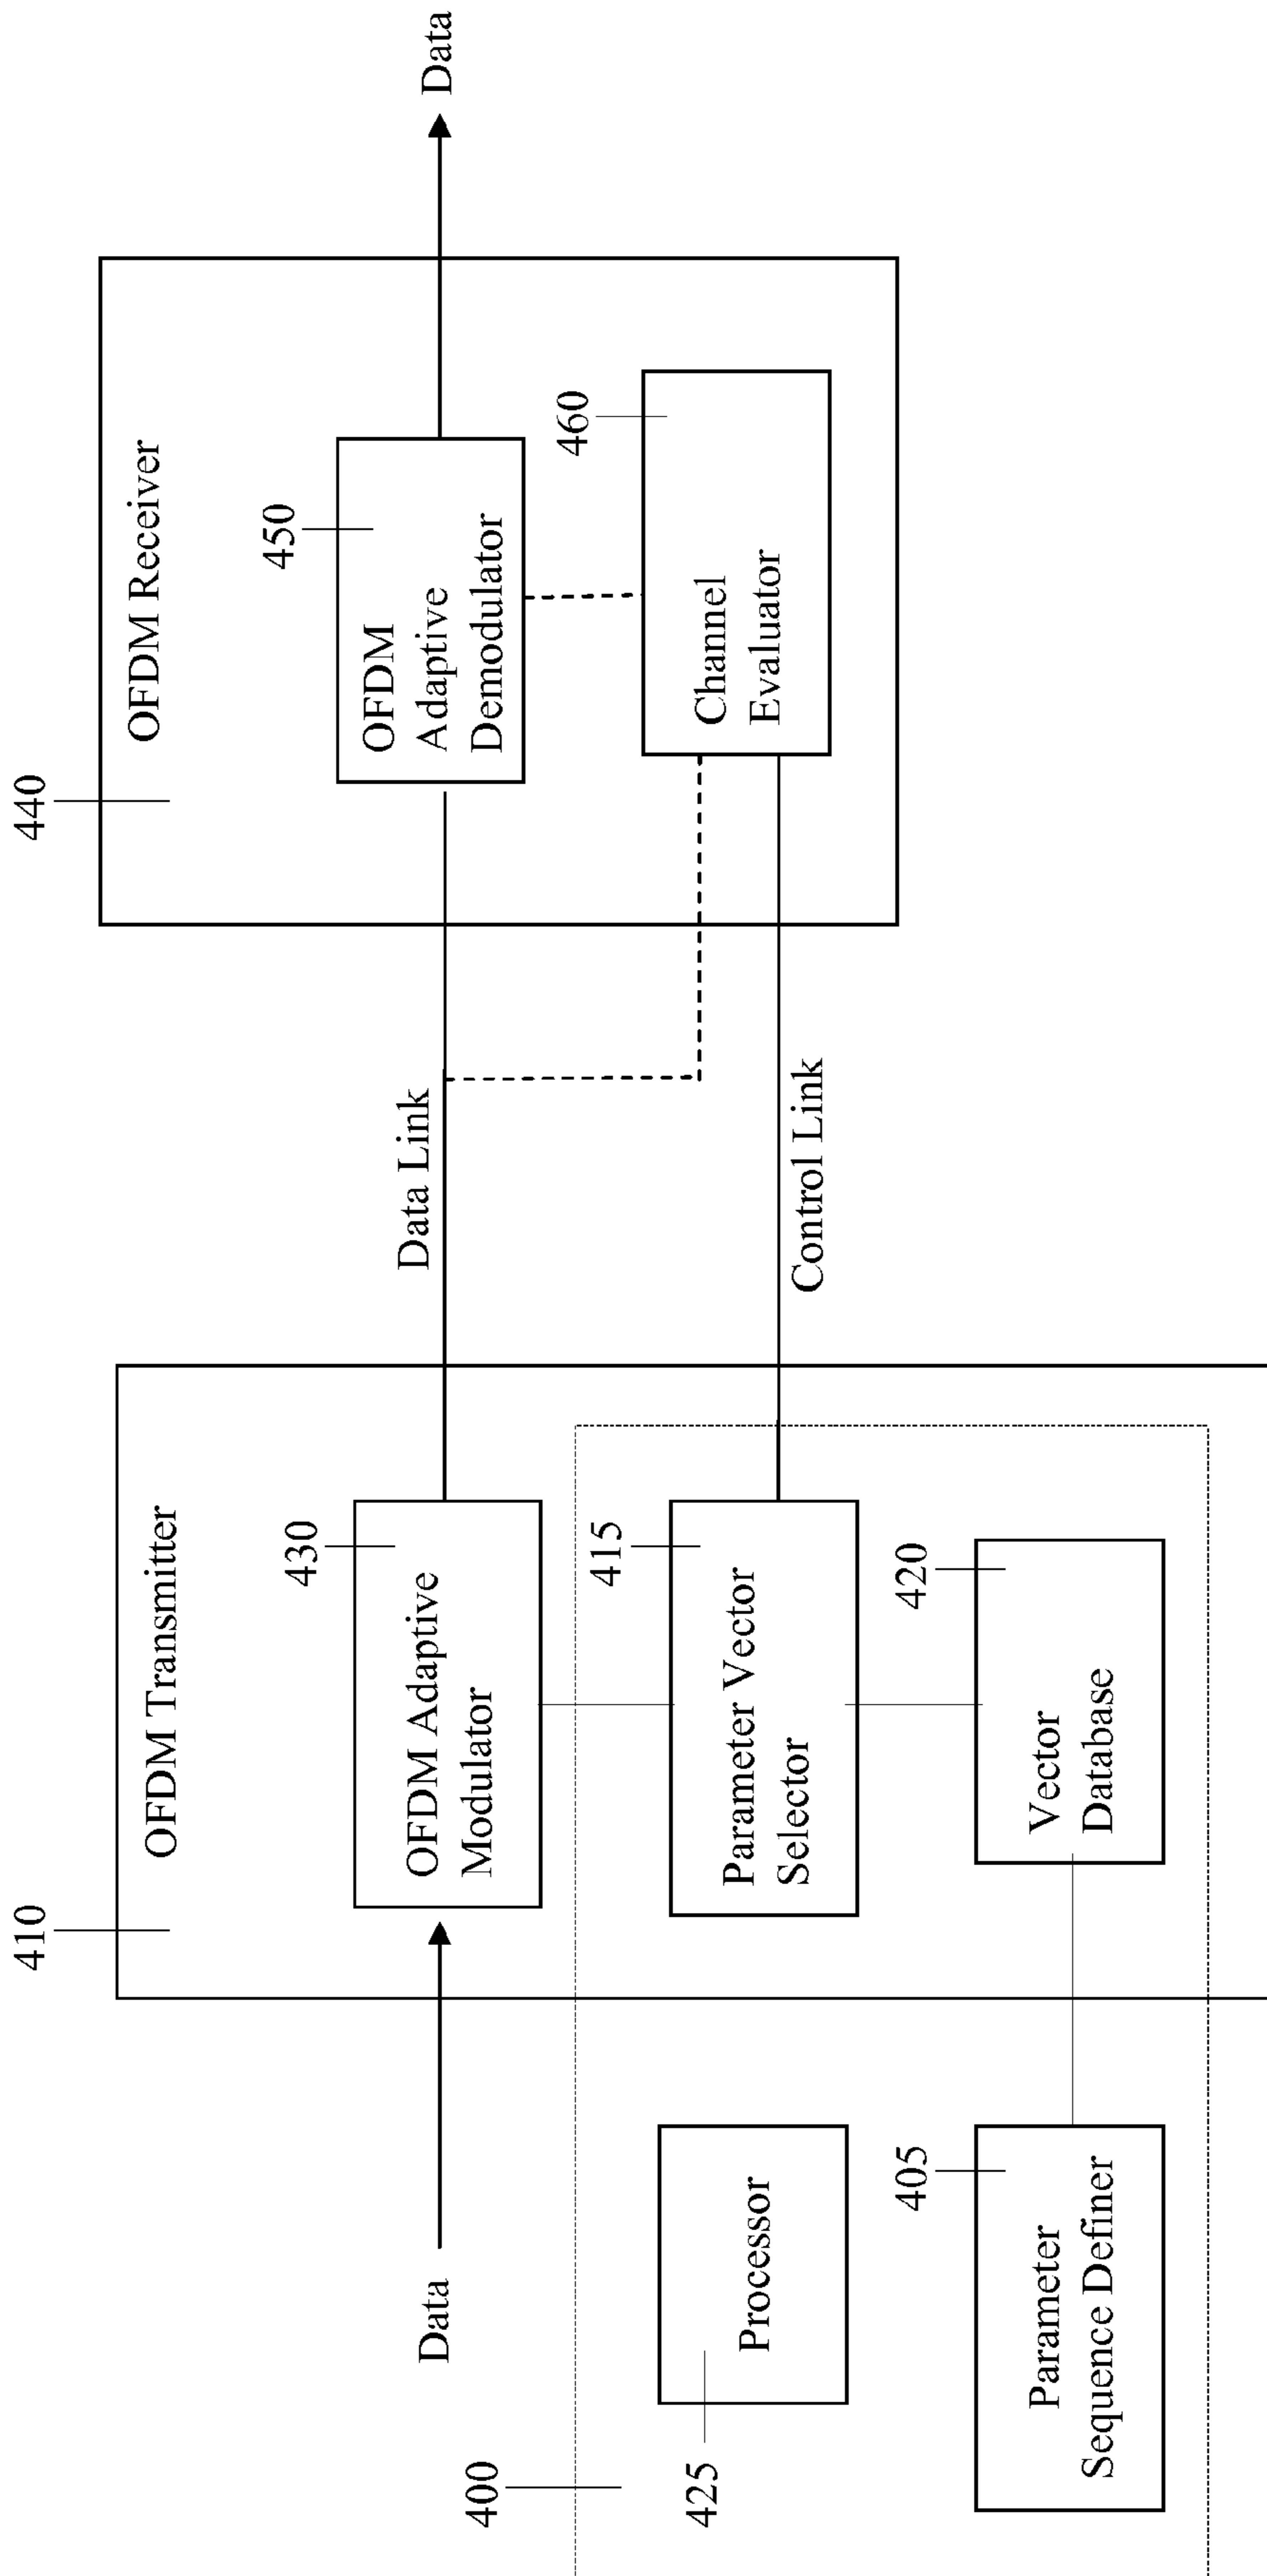 410
OFDM Transmitter
440
OFDM Receiver
Data
430
OFDM Adaptive
Modulator
Data Link
450
OFDM
Adaptive
Demodulator
Data
400
425
Processor
415
Parameter Vector
Selector
Control Link
460
Channel
Evaluator
405
Parameter
Sequence Definer
420
Vector
Database